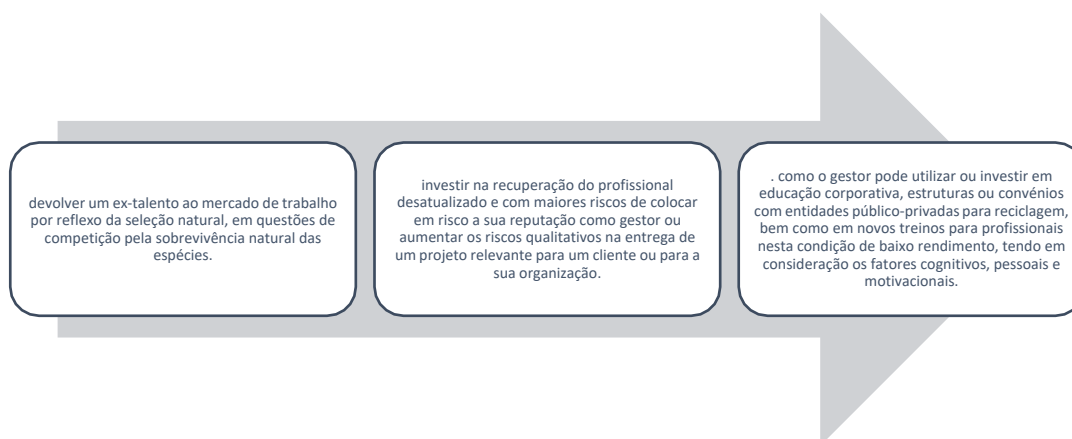 devolver um ex-talento ao mercado de trabalho
por reflexo da seleção natural, em questões de
competição pela sobrevivência natural das
espécies.
investir na recuperação do profissional
desatualizado e com maiores riscos de colocar
em risco a sua reputação como gestor ou
aumentar os riscos qualitativos na entrega de
um projeto relevante para um cliente ou para a
sua organização.
. como o gestor pode utilizar ou investir em
educação corporativa, estruturas ou convénios
com entidades público-privadas para reciclagem,
bem como em novos treinos para profissionais
nesta condição de baixo rendimento, tendo em
consideração os fatores cognitivos, pessoais e
motivacionais.